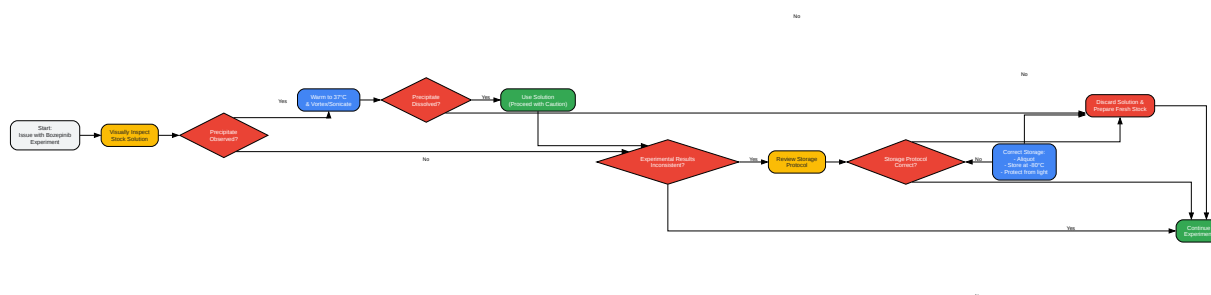 No
No
Start:
Issue with Bozepinib
Experiment
Visually Inspect
Stock Solution
Precipitate
Observed?
Yes
Warm to 37°C
& Vortex/Sonicate
Precipitate
Dissolved?
Yes
Use Solution
(Proceed with Caution)
No
Experimental Results
Inconsistent?
Yes
Review Storage
Protocol
Storage Protocol
Correct?
No
Correct Storage:
- Aliquot
- Store at -80°C
- Protect from light
Discard Solution &
Prepare Fresh Stock
Yes
Continue